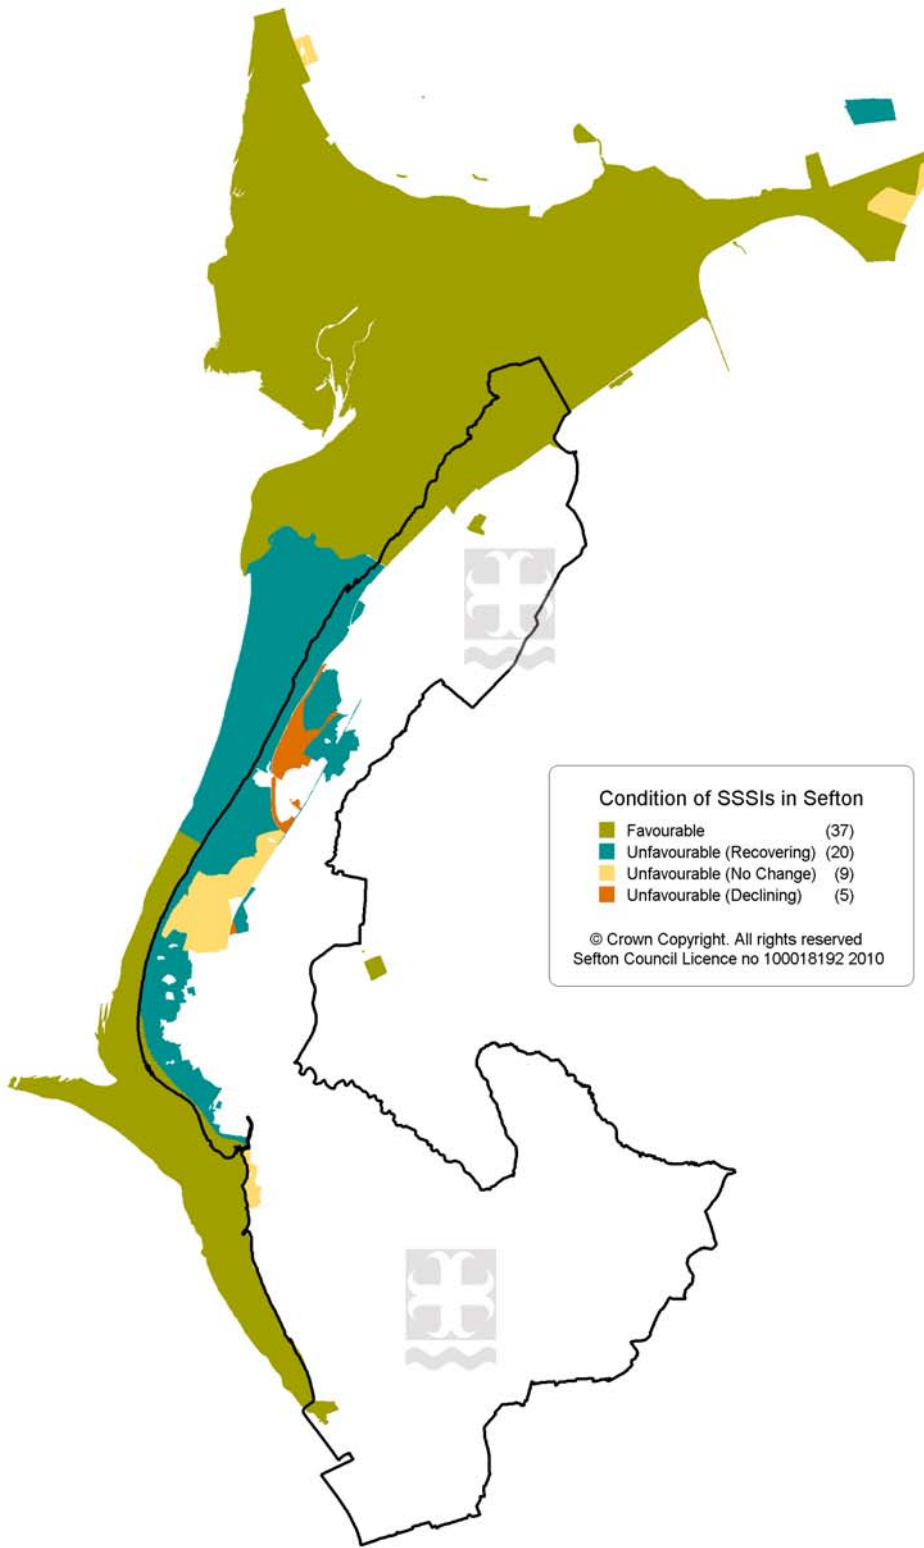 Condition of SSSIs in Sefton
Favourable (37)
Unfavourable (Recovering) (20)
Unfavourable (No Change) (9)
Unfavourable (Declining) (5)
© Crown Copyright. All rights reserved
Sefton Council Licence no 100018192 2010